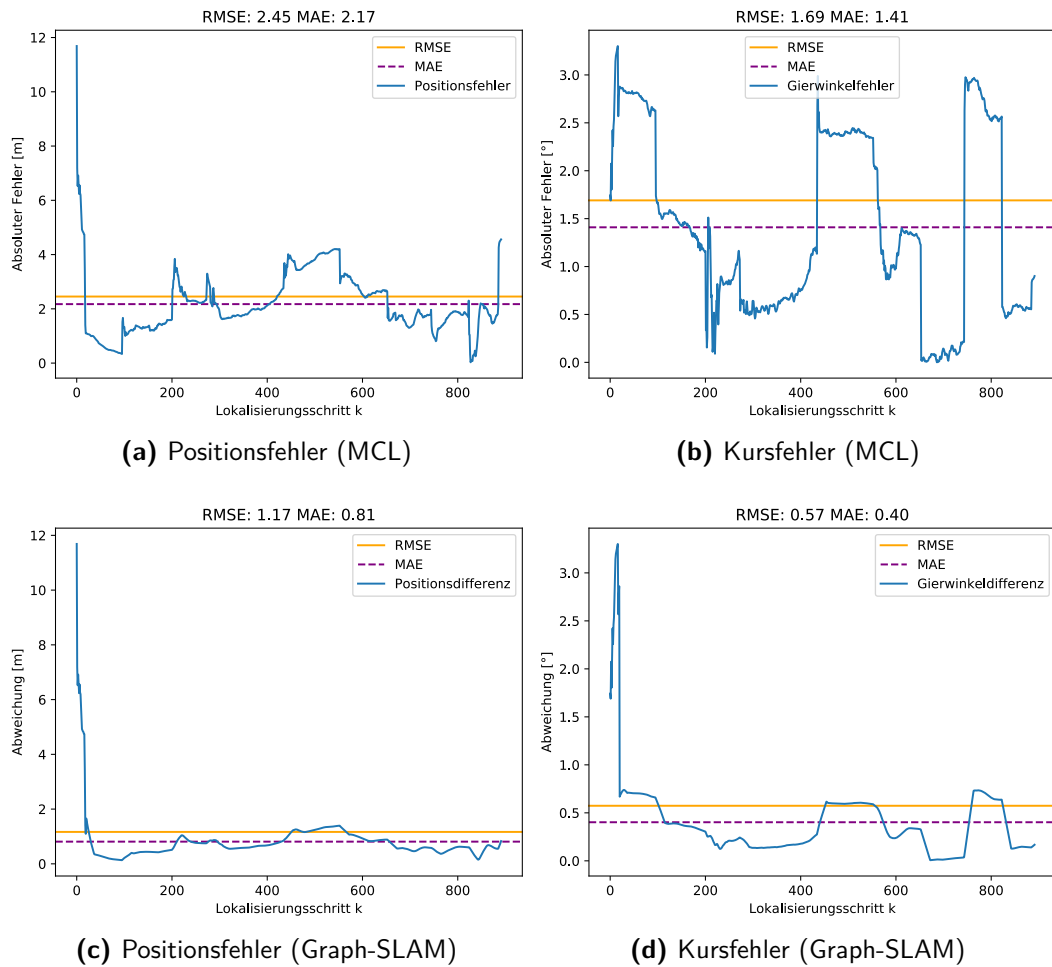 RMSE: 2.45 MAE: 2.17
12
10
8
6
4
2
0
Absoluter Fehler [m]
RMSE
MAE
Positionsfehler
0 200 400 600 800
Lokalisierungsschritt k
(a) Positionsfehler (MCL)
RMSE: 1.69 MAE: 1.41
3.0
2.5
2.0
1.5
1.0
0.5
0.0
Absoluter Fehler [°]
RMSE
MAE
Gierwinkelfehler
0 200 400 600 800
Lokalisierungsschritt k
(b) Kursfehler (MCL)
RMSE: 1.17 MAE: 0.81
12
10
8
6
4
2
0
Abweichung [m]
RMSE
MAE
Positionsdifferenz
0 200 400 600 800
Lokalisierungsschritt k
(c) Positionsfehler (Graph-SLAM)
RMSE: 0.57 MAE: 0.40
3.0
2.5
2.0
1.5
1.0
0.5
0.0
Abweichung [°]
RMSE
MAE
Gierwinkeldifferenz
0 200 400 600 800
Lokalisierungsschritt k
(d) Kursfehler (Graph-SLAM)